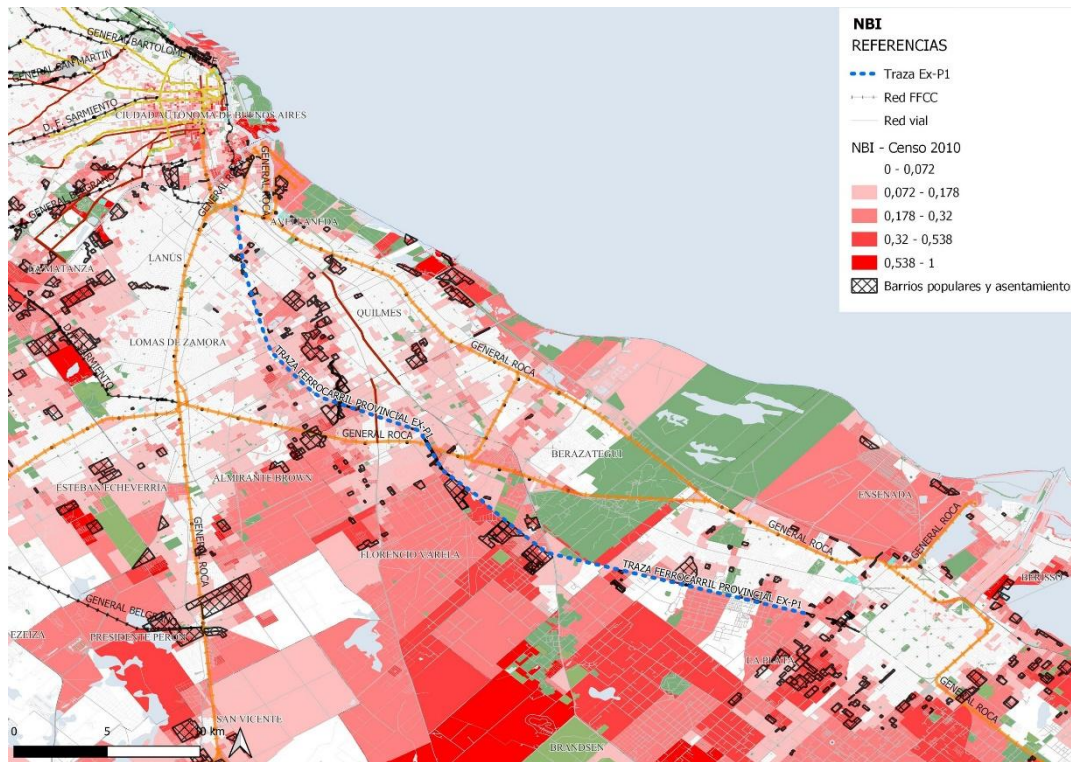 NBI
REFERENCIAS
Traza Ex-P1
Red FFCC
Red vial
NBI - Censo 2010
0 - 0,072
0,072 - 0,178
0,178 - 0,32
0,32 - 0,538
0,538 - 1
Barrios populares y asentamientos
GENERAL BARTOLOME MITRE
GENERAL SAN MARTIN
D. F. SARMIENTO
CIUDAD AUTÓNOMA DE BUENOS AIRES
GENERAL BELGRANO
GENERAL ROCA
GENERAL ROCA
AVELLANEDA
LANÚS
LA MATANZA
D. F. SARMIENTO
QUILMES
LOMAS DE ZAMORA
GENERAL ROCA
TRAZA FERROCARRIL PROVINCIAL EX-P1
GENERAL ROCA
BERAZATEGUI
ALMIRANTE BROWN
ESTEBAN ECHEVERRÍA
ENSENADA
GENERAL ROCA
GENERAL ROCA
GENERAL ROCA
FLORENCIO VARELA
TRAZA FERROCARRIL PROVINCIAL EX-P1
BERISSO
GENERAL BELG
EZEIZA
PRESIDENTE PERÓN
LA PLATA
GENERAL ROCA
SAN VICENTE
BRANDSEN
0 5 10 km